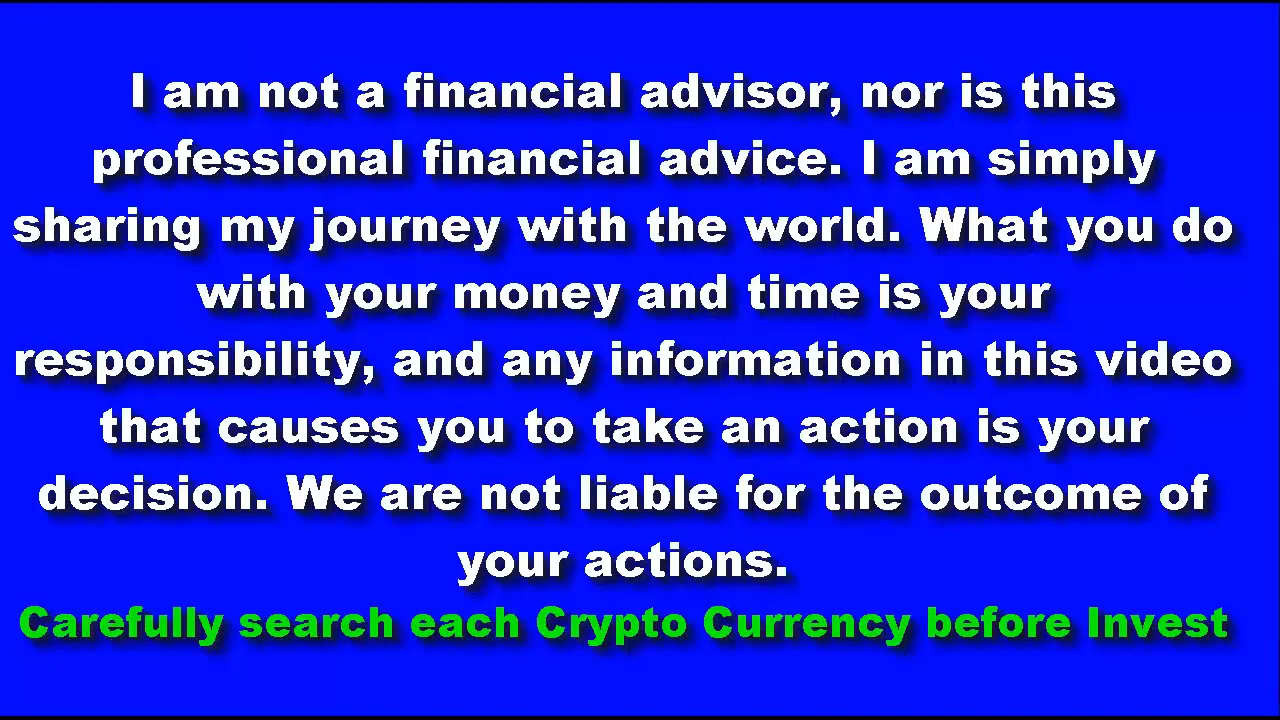 I am not a financial advisor, nor is this
professional financial advice. I am simply
sharing my journey with the world. What you do
with your money and time is your
responsibility, and any information in this video
that causes you to take an action is your
decision. We are not liable for the outcome of
your actions.
Carefully search each Crypto Currency before Invest